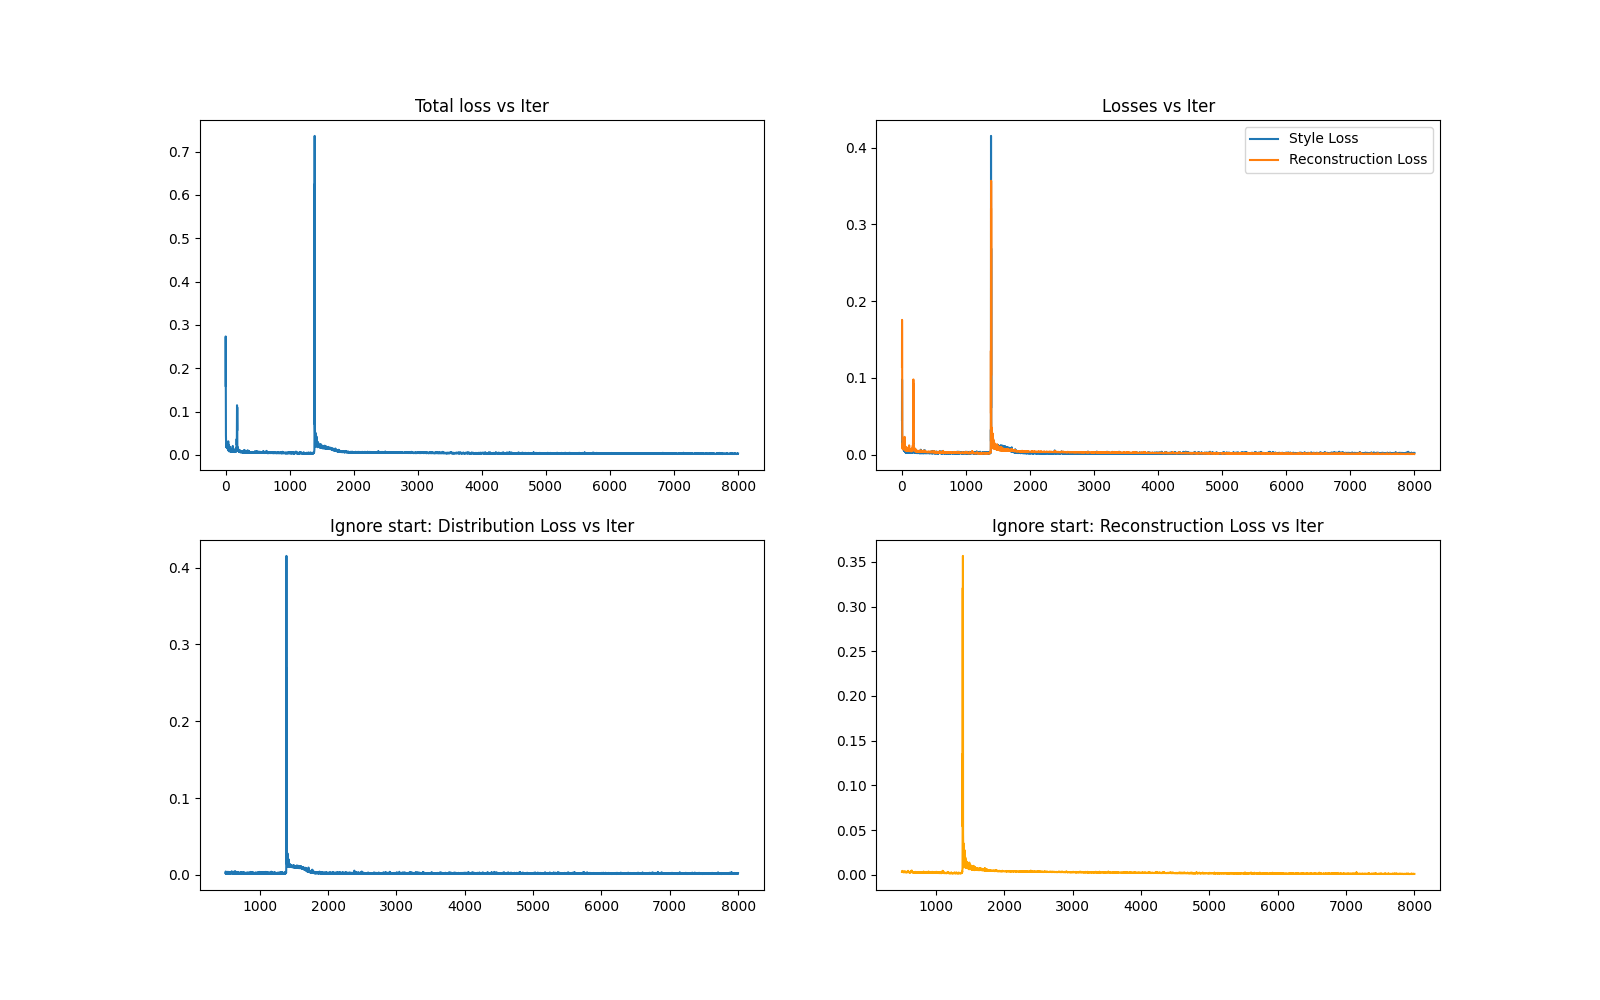 Total loss vs Iter
0.7
0.6
0.5
0.4
0.3
0.2
0.1
0.0
0 1000 2000 3000 4000 5000 6000 7000 8000
Losses vs Iter
Style Loss
Reconstruction Loss
0.4
0.3
0.2
0.1
0.0
0 1000 2000 3000 4000 5000 6000 7000 8000
Ignore start: Distribution Loss vs Iter
0.4
0.3
0.2
0.1
0.0
1000 2000 3000 4000 5000 6000 7000 8000
Ignore start: Reconstruction Loss vs Iter
0.35
0.30
0.25
0.20
0.15
0.10
0.05
0.00
1000 2000 3000 4000 5000 6000 7000 8000